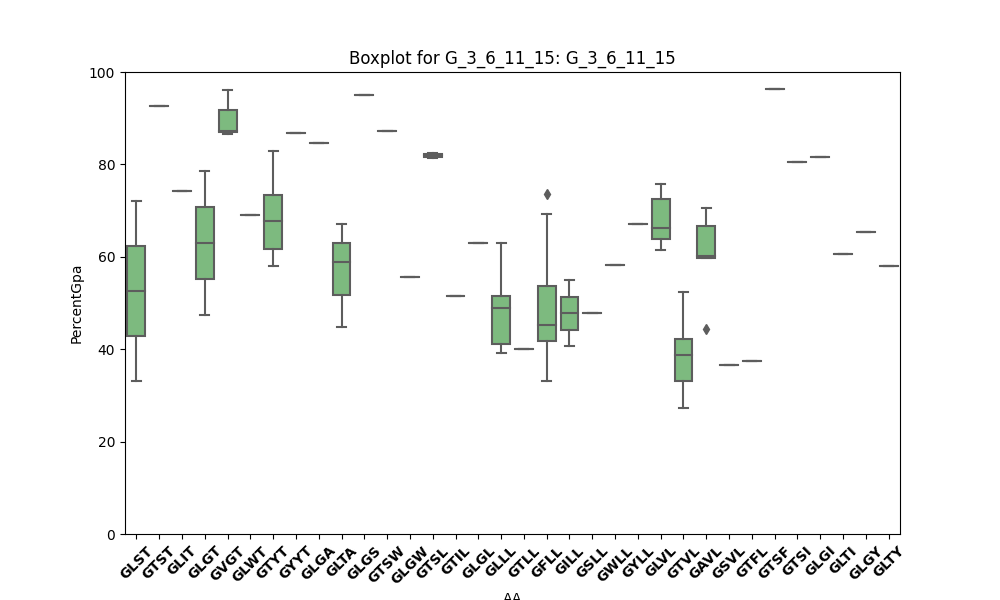 Boxplot for G_3_6_11_15: G_3_6_11_15
100
80
60
40
20
0
PercentGpa
GLST GTST GLIT GLGT GVGT GLWT GTYT GYYT GLGA GLTA GLGS GTSW GLGW GTSL GTIL GLGL GLLL GTLL GFLL GILL GSLL GWLL GYLL GLVL GTVL GAVL GSVL GTFL GTSF GTSI GLGI GLTI GLGY GLTY
AA